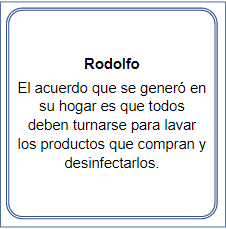 Rodolfo
El acuerdo que se generó en
su hogar es que todos
deben turnarse para lavar
los productos que compran y
desinfectarlos.